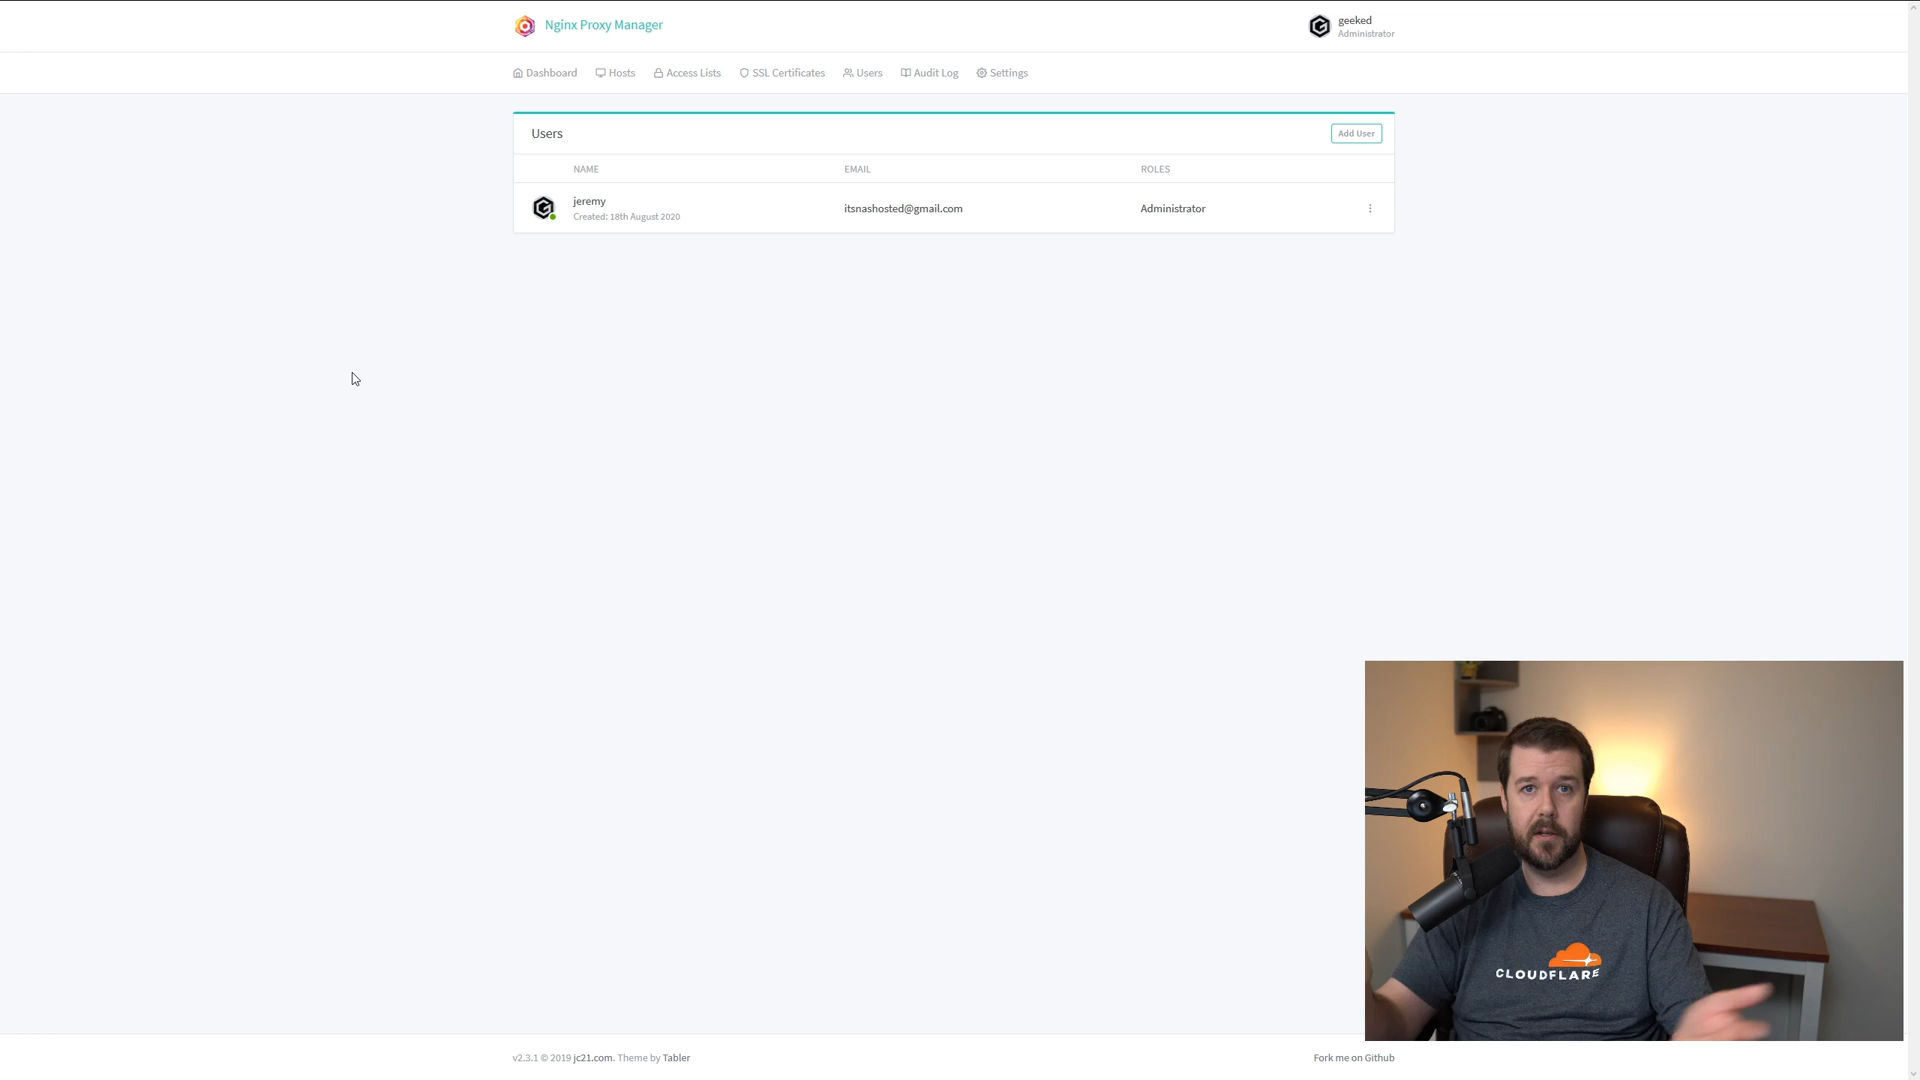 Nginx Proxy Manager
geeked
Administrator
Dashboard Hosts Access Lists SSL Certificates Users Audit Log Settings
Users
Add User
NAME EMAIL ROLES
jeremy
Created: 18th August 2020
itsnashosted@gmail.com
Administrator
CLOUDFLARE
v2.3.1 © 2019 jc21.com. Theme by Tabler
Fork me on Github